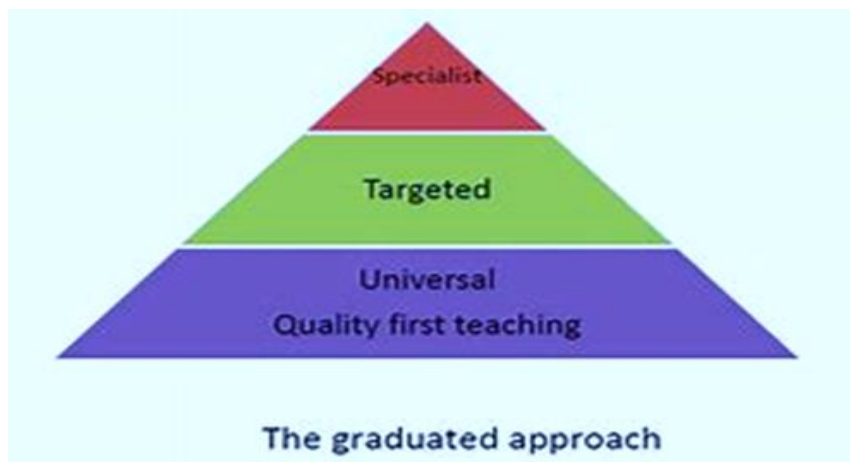 Specialist
Targeted
Universal
Quality first teaching
The graduated approach